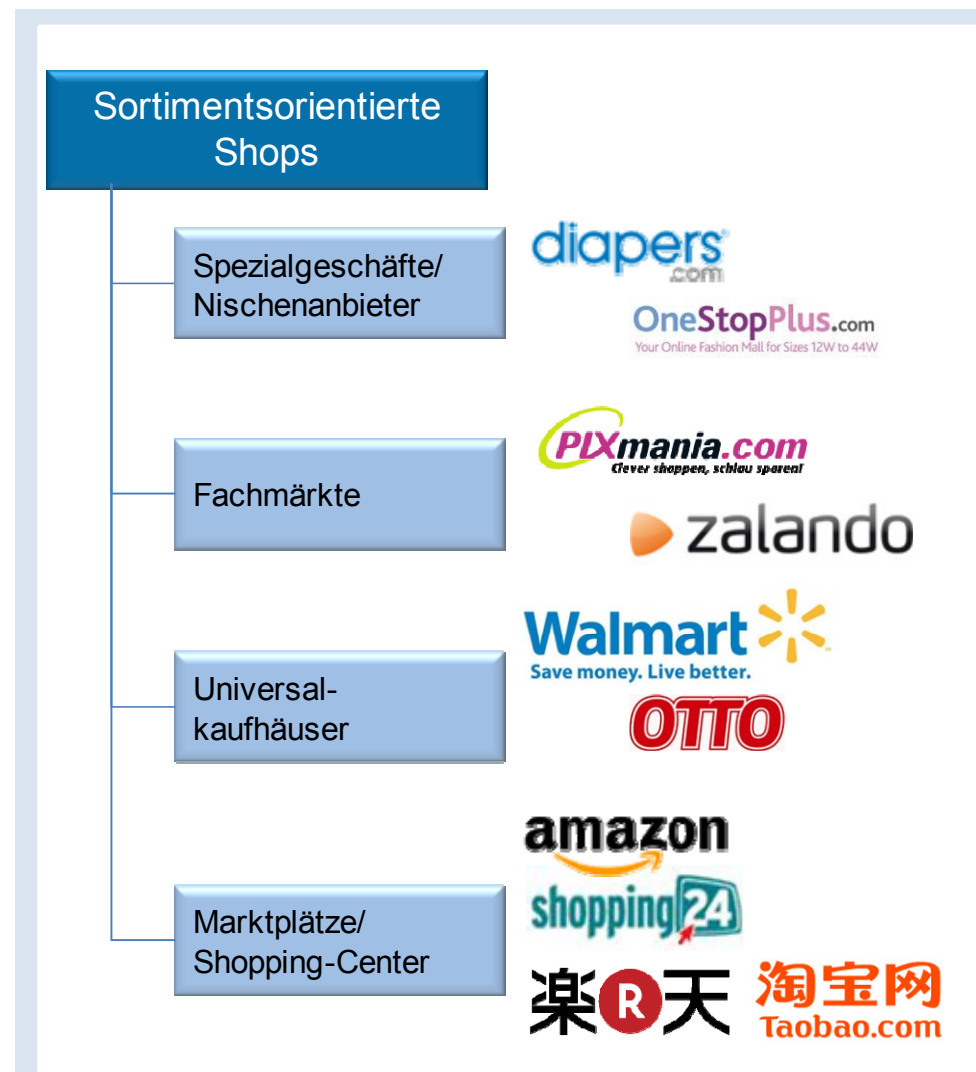 Sortimentsorientierte
Shops
Spezialgeschäfte/
Nischenanbieter
diapers
.com
OneStopPlus.com
Your Online Fashion Mall for Sizes 12W to 44W
Fachmärkte
PIXmania.com
Clever shoppen, schlau sparen!
zalando
Universal-
kaufhäuser
Walmart
Save money. Live better.
OTTO
Marktplätze/
Shopping-Center
amazon
shopping24
楽R天
淘宝网
Taobao.com